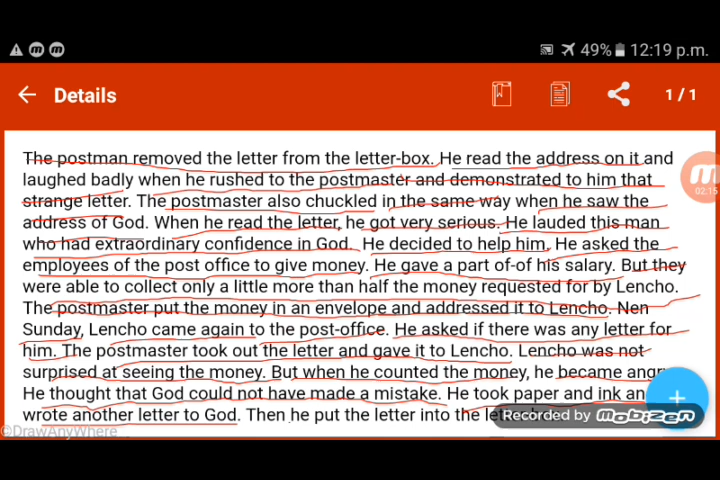 49% 12:19 p.m.
Details 1/1
The postman removed the letter from the letter-box. He read the address on it and
laughed badly when he rushed to the postmaster and demonstrated to him that
02:15
strange letter. The postmaster also chuckled in the same way when he saw the
address of God. When he read the letter, he got very serious. He lauded this man
who had extraordinary confidence in God. He decided to help him. He asked the
employees of the post office to give money. He gave a part of-of his salary. But they
were able to collect only a little more than half the money requested for by Lencho.
The postmaster put the money in an envelope and addressed it to Lencho. Nen
Sunday, Lencho came again to the post-office. He asked if there was any letter for
him. The postmaster took out the letter and gave it to Lencho. Lencho was not
surprised at seeing the money. But when he counted the money, he became
He thought that God could not have made a mistake. He took paper and ink
wrote another letter to God. Then he put the letter into the
Recorded by MOBIZEN
©DrawAnyWhere